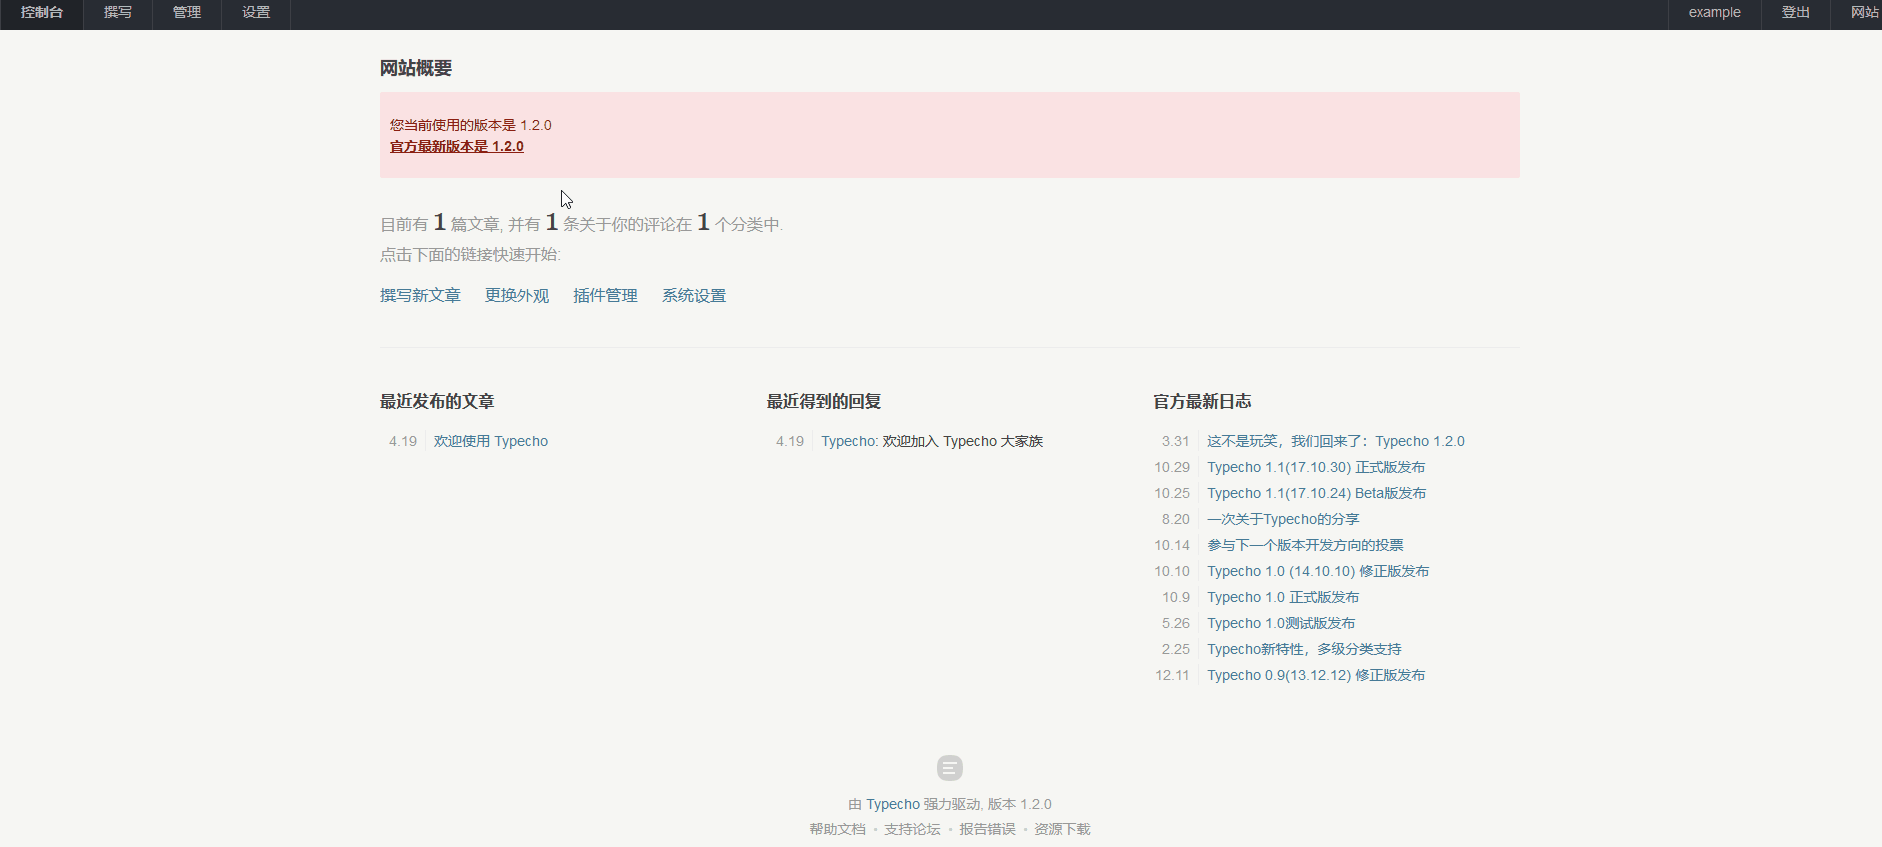 控制台 撰写 管理 设置 example 登出 网站
网站概要
您当前使用的版本是 1.2.0
官方最新版本是 1.2.0
目前有 1 篇文章, 并有 1 条关于你的评论在 1 个分类中.
点击下面的链接快速开始:
撰写新文章 更换外观 插件管理 系统设置
最近发布的文章
4.19 欢迎使用 Typecho
最近得到的回复
4.19 Typecho: 欢迎加入 Typecho 大家族
官方最新日志
3.31 这不是玩笑，我们回来了：Typecho 1.2.0
10.29 Typecho 1.1(17.10.30) 正式版发布
10.25 Typecho 1.1(17.10.24) Beta版发布
8.20 一次关于Typecho的分享
10.14 参与下一个版本开发方向的投票
10.10 Typecho 1.0 (14.10.10) 修正版发布
10.9 Typecho 1.0 正式版发布
5.26 Typecho 1.0测试版发布
2.25 Typecho新特性，多级分类支持
12.11 Typecho 0.9(13.12.12) 修正版发布
由 Typecho 强力驱动, 版本 1.2.0
帮助文档 • 支持论坛 • 报告错误 • 资源下载